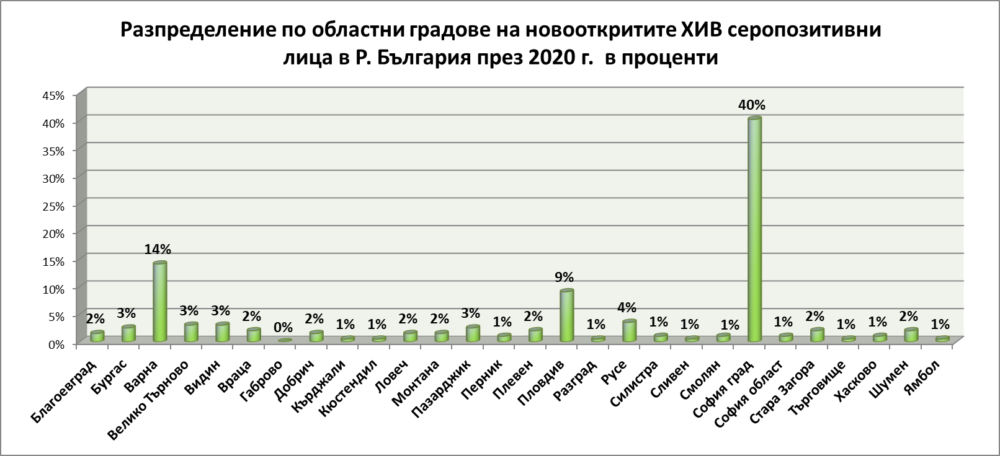 Разпределение по областни градове на новооткритите ХИВ серопозитивни
лица в Р. България през 2020 г.  в проценти
45%
40%
35%
30%
25%
20%
15%
10%
5%
0%
2%
3%
14%
3%
3%
2%
0%
2%
1%
1%
2%
2%
3%
1%
2%
9%
1%
4%
1%
1%
1%
40%
1%
2%
1%
1%
2%
1%
Благоевград
Бургас
Варна
Велико Търново
Видин
Враца
Габрово
Добрич
Кърджали
Кюстендил
Ловеч
Монтана
Пазарджик
Перник
Плевен
Пловдив
Разград
Русе
Силистра
Сливен
Смолян
София град
София област
Стара Загора
Търговище
Хасково
Шумен
Ямбол